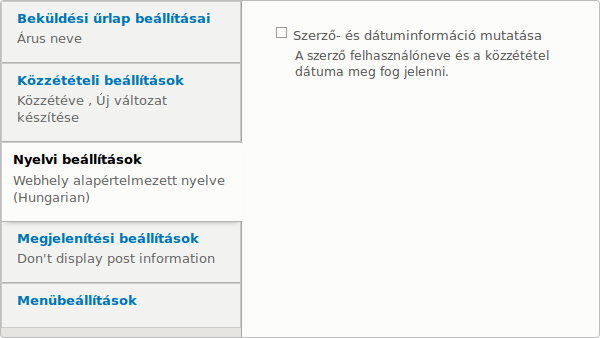 Beküldési űrlap beállításai
Árus neve
Közzétételi beállítások
Közzétéve , Új változat
készítése
Nyelvi beállítások
Webhely alapértelmezett nyelve
(Hungarian)
Megjelenítési beállítások
Don't display post information
Menübeállítások
Szerző- és dátuminformáció mutatása
A szerző felhasználóneve és a közzététel
dátuma meg fog jelenni.